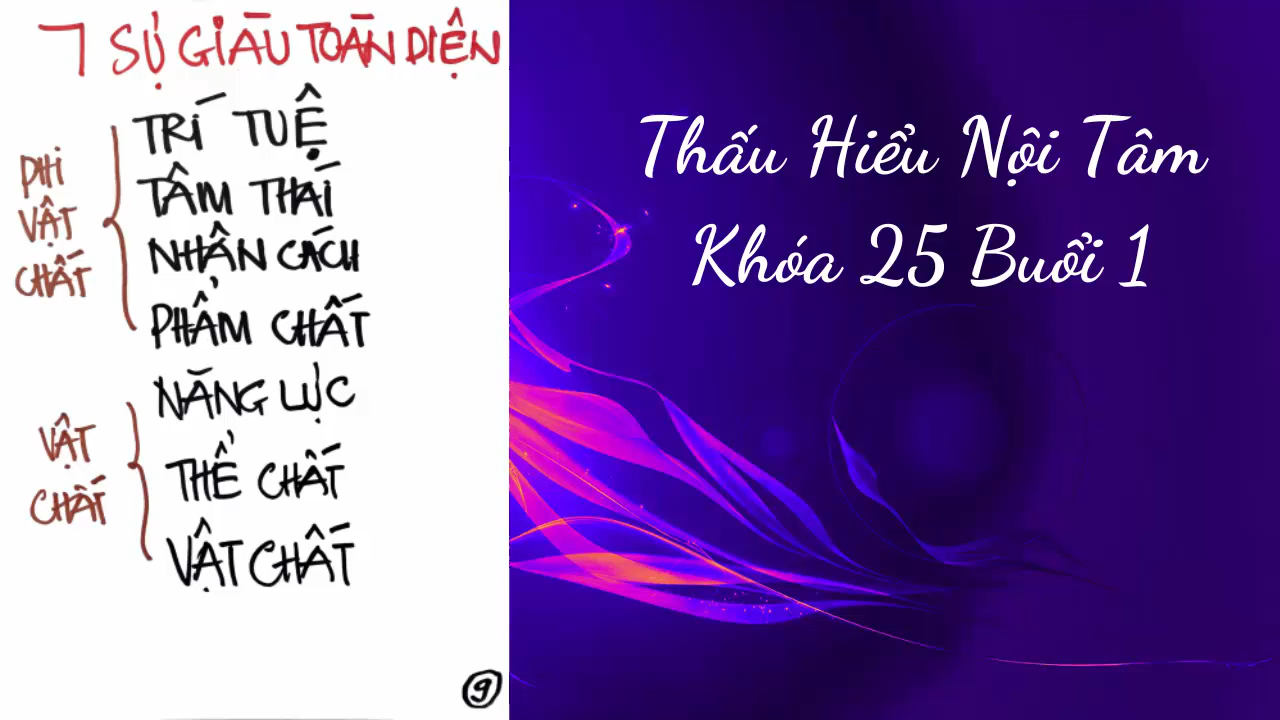 7 SỰ GIÀU TOÀN DIỆN
PHI
VẬT
CHẤT
TRÍ TUỆ
TÂM THÁI
NHÂN CÁCH
PHẨM CHẤT
VẬT
CHẤT
NĂNG LỰC
THỂ CHẤT
VẬT CHẤT
9
Thấu Hiểu Nội Tâm
Khóa 25 Buổi 1